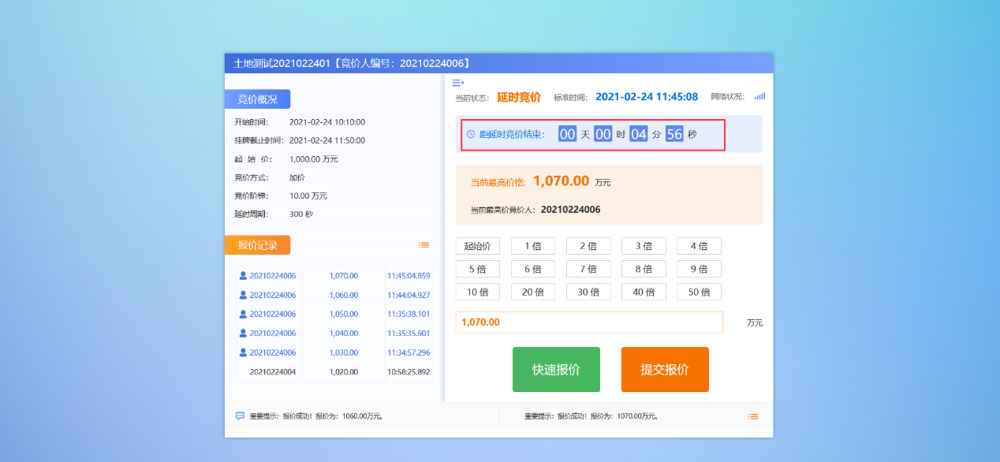 土地测试2021022401【竞价人编号：20210224006】
竞价概况
开始时间： 2021-02-24 10:10:00
挂牌截止时间： 2021-02-24 11:50:00
起 始 价： 1,000.00 万元
竞价方式： 加价
竞价阶梯： 10.00 万元
延时周期： 300 秒
报价记录
20210224006 1,070.00 11:45:04.859
20210224006 1,060.00 11:44:04.927
20210224006 1,050.00 11:35:38.101
20210224006 1,040.00 11:35:35.601
20210224006 1,030.00 11:34:57.296
20210224004 1,020.00 10:58:25.892
当前状态： 延时竞价 标准时间： 2021-02-24 11:45:08 网络状况：
距延时竞价结束： 00 天 00 时 04 分 56 秒
当前最高价格： 1,070.00 万元
当前最高价竞价人： 20210224006
起始价 1 倍 2 倍 3 倍 4 倍
5 倍 6 倍 7 倍 8 倍 9 倍
10 倍 20 倍 30 倍 40 倍 50 倍
1,070.00 万元
快速报价 提交报价
重要提示：报价成功！报价为：1060.00万元。 重要提示：报价成功！报价为：1070.00万元。